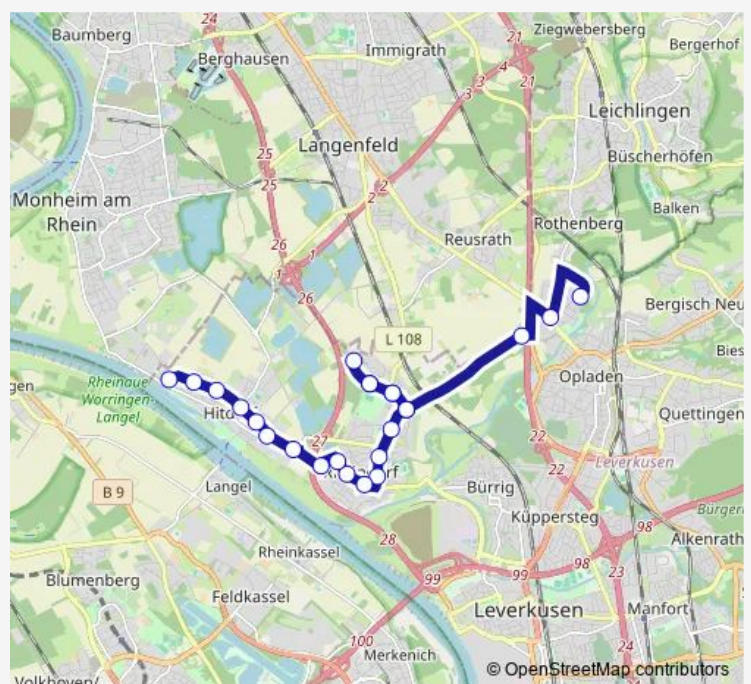 24
21
Ziegwebersberg
Baumberg
Bergerhof
Berghausen
Immigrath
4
3
3
21
Leichlingen
25
Langenfeld
25
Büscherhöfen
2
2
Monheim am
Rhein
Balken
Rothenberg
26
Reusrath
1
1
26
Bergisch Neu
L 108
Bies
Rheinaue
Worringen-
Langel
Opladen
gen
Quettingen
27
22
Leverkusen
22
Langel
Bürrig
B 9
Bürger
Küppersteg
98
Alkenrath
28
Rheinkassel
99
99
98
Blumenberg
23
Feldkassel
Leverkusen
Manfort
100
24
Merkenich
© OpenStreetMap contributors
Volkhoven/